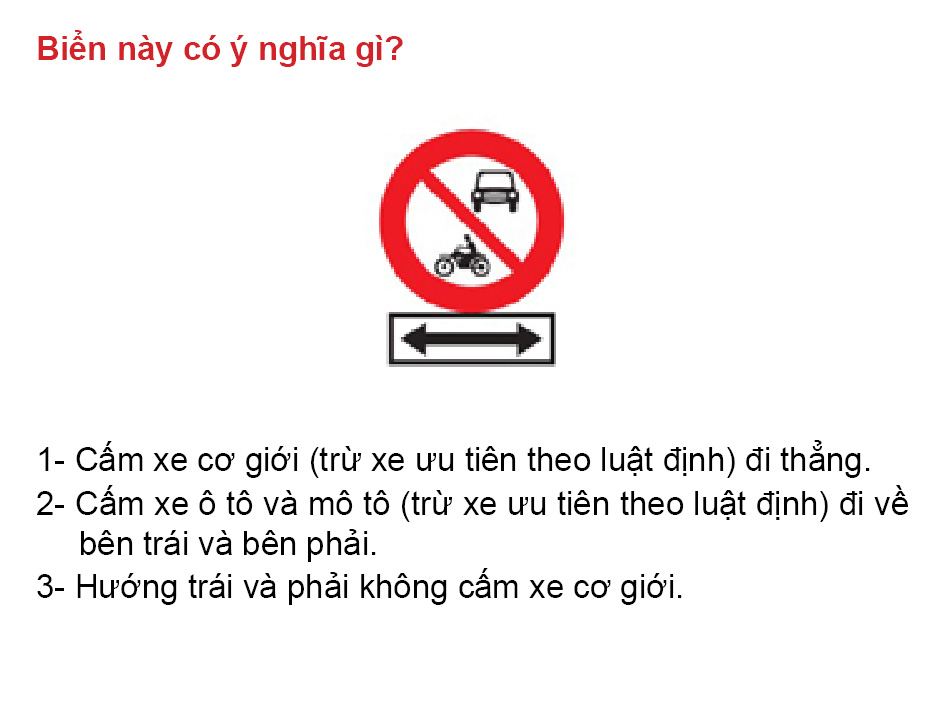 Biển này có ý nghĩa gì?
1- Cấm xe cơ giới (trừ xe ưu tiên theo luật định) đi thẳng.
2- Cấm xe ô tô và mô tô (trừ xe ưu tiên theo luật định) đi về
bên trái và bên phải.
3- Hướng trái và phải không cấm xe cơ giới.